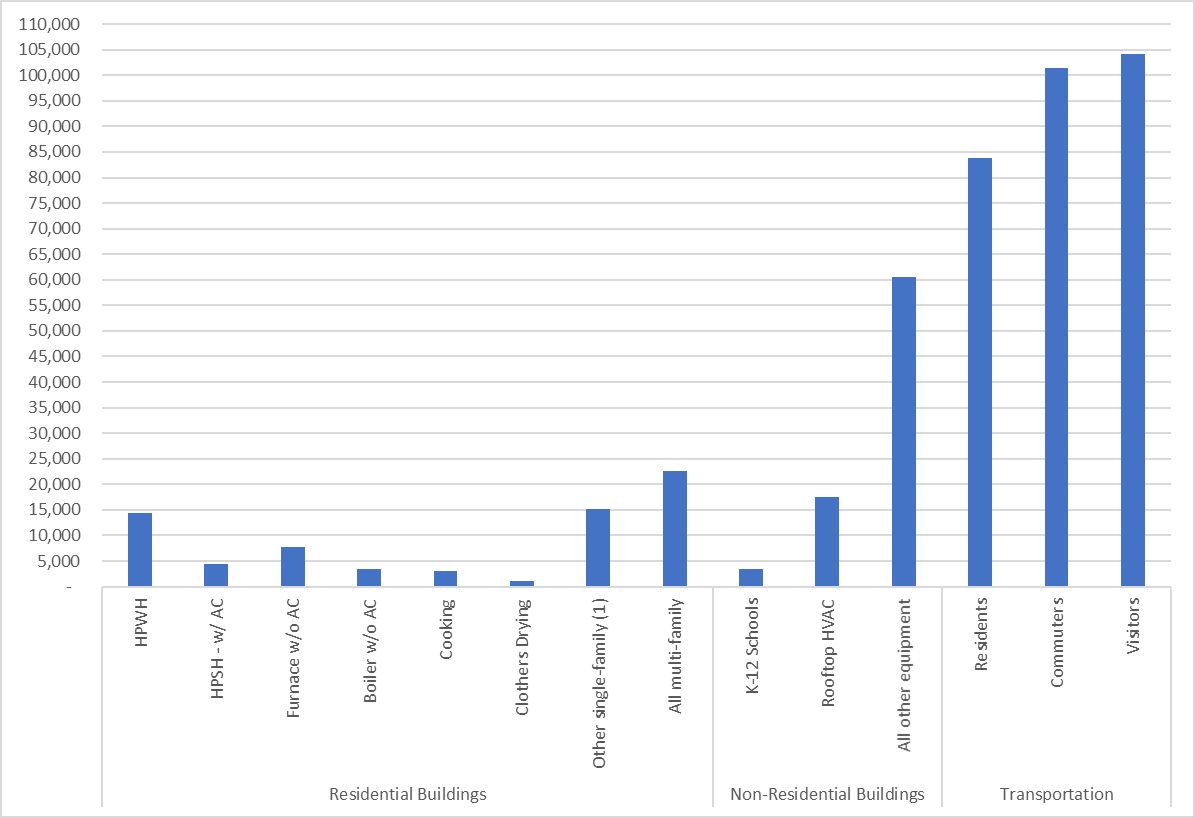 110,000
105,000
100,000
95,000
90,000
85,000
80,000
75,000
70,000
65,000
60,000
55,000
50,000
45,000
40,000
35,000
30,000
25,000
20,000
15,000
10,000
5,000
-
HPWH
HPSH - w/ AC
Furnace w/o AC
Boiler w/o AC
Cooking
Clothers Drying
Other single-family (1)
All multi-family
K-12 Schools
Rooftop HVAC
All other equipment
Residents
Commuters
Visitors
Residential Buildings
Non-Residential Buildings
Transportation